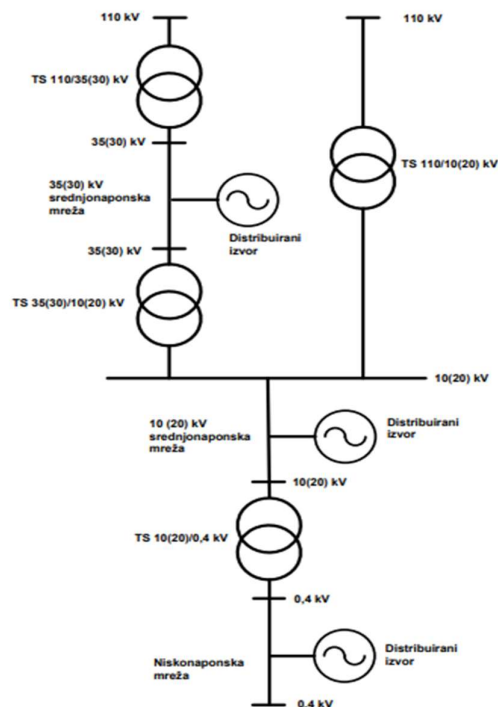 110 kV
110 kV
TS 110/35(30) kV
TS 110/10(20) kV
35(30) kV
35(30) kV
srednjonaponska
mreža
Distribuirani
izvor
35(30) kV
TS 35(30)/10(20) kV
10(20) kV
10 (20) kV
srednjonaponska
mreža
Distribuirani
izvor
10(20) kV
TS 10(20)/0,4 kV
0,4 kV
Niskonaponska
mreža
Distribuirani
izvor
0,4 kV